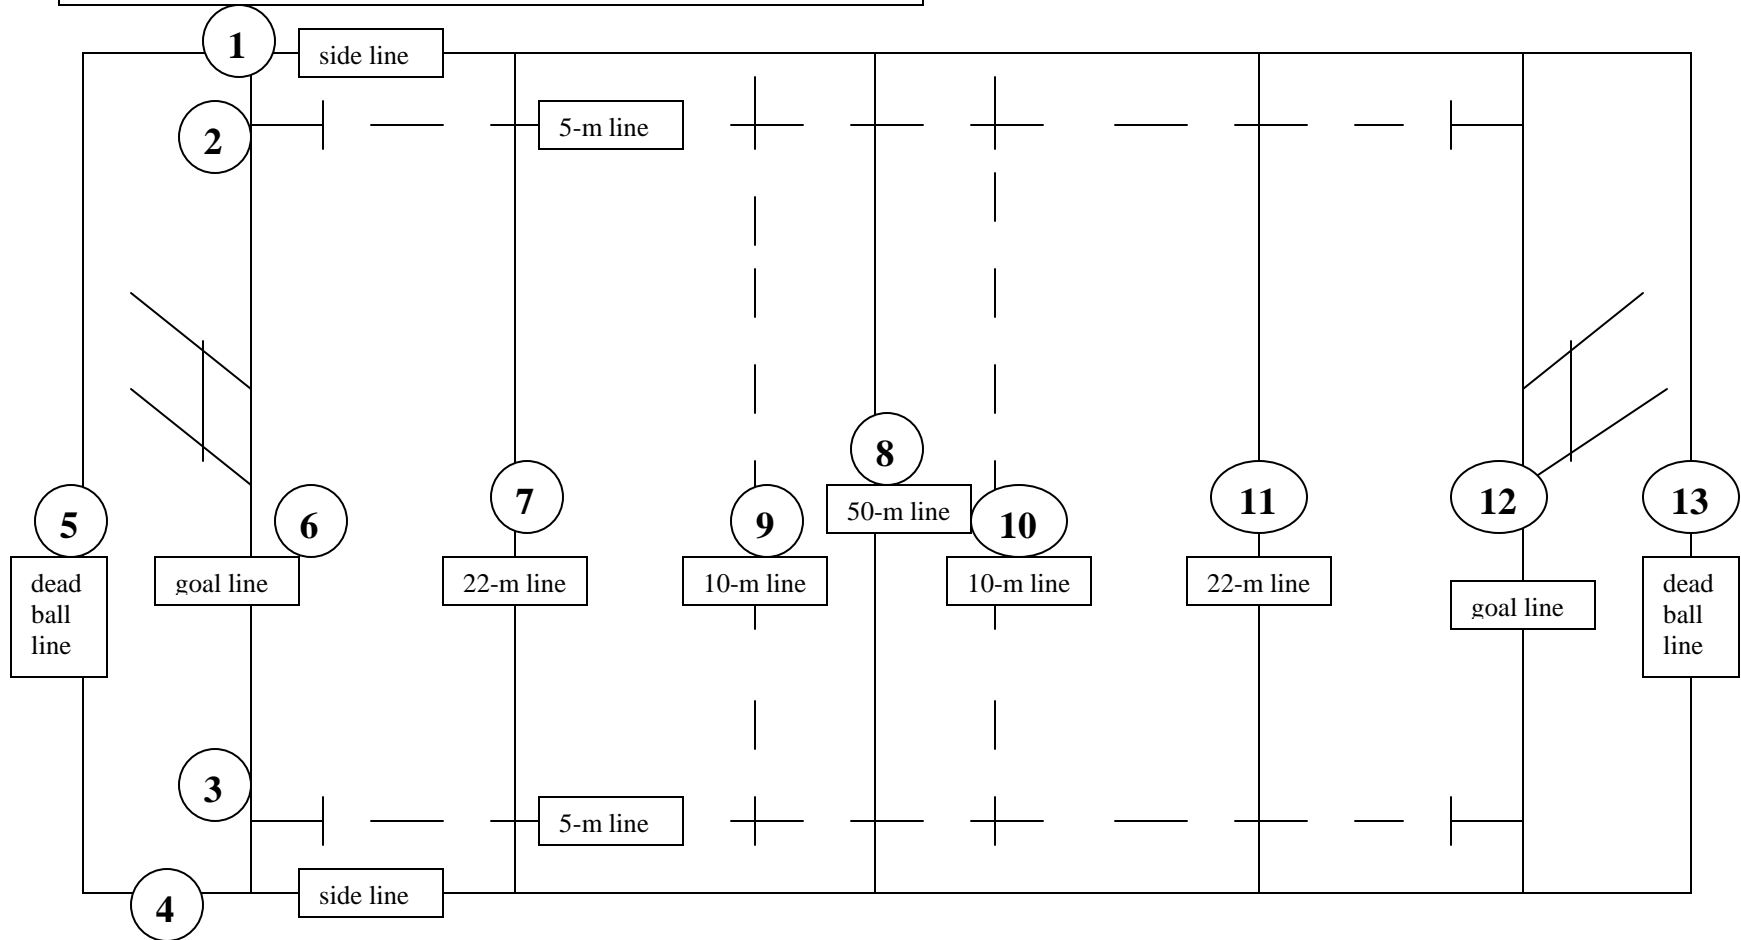 1
side line
2
5-m line
8
50-m line
5
6
7
9
10
11
12
13
dead
ball
line
goal line
22-m line
10-m line
10-m line
22-m line
goal line
dead
ball
line
3
5-m line
4
side line